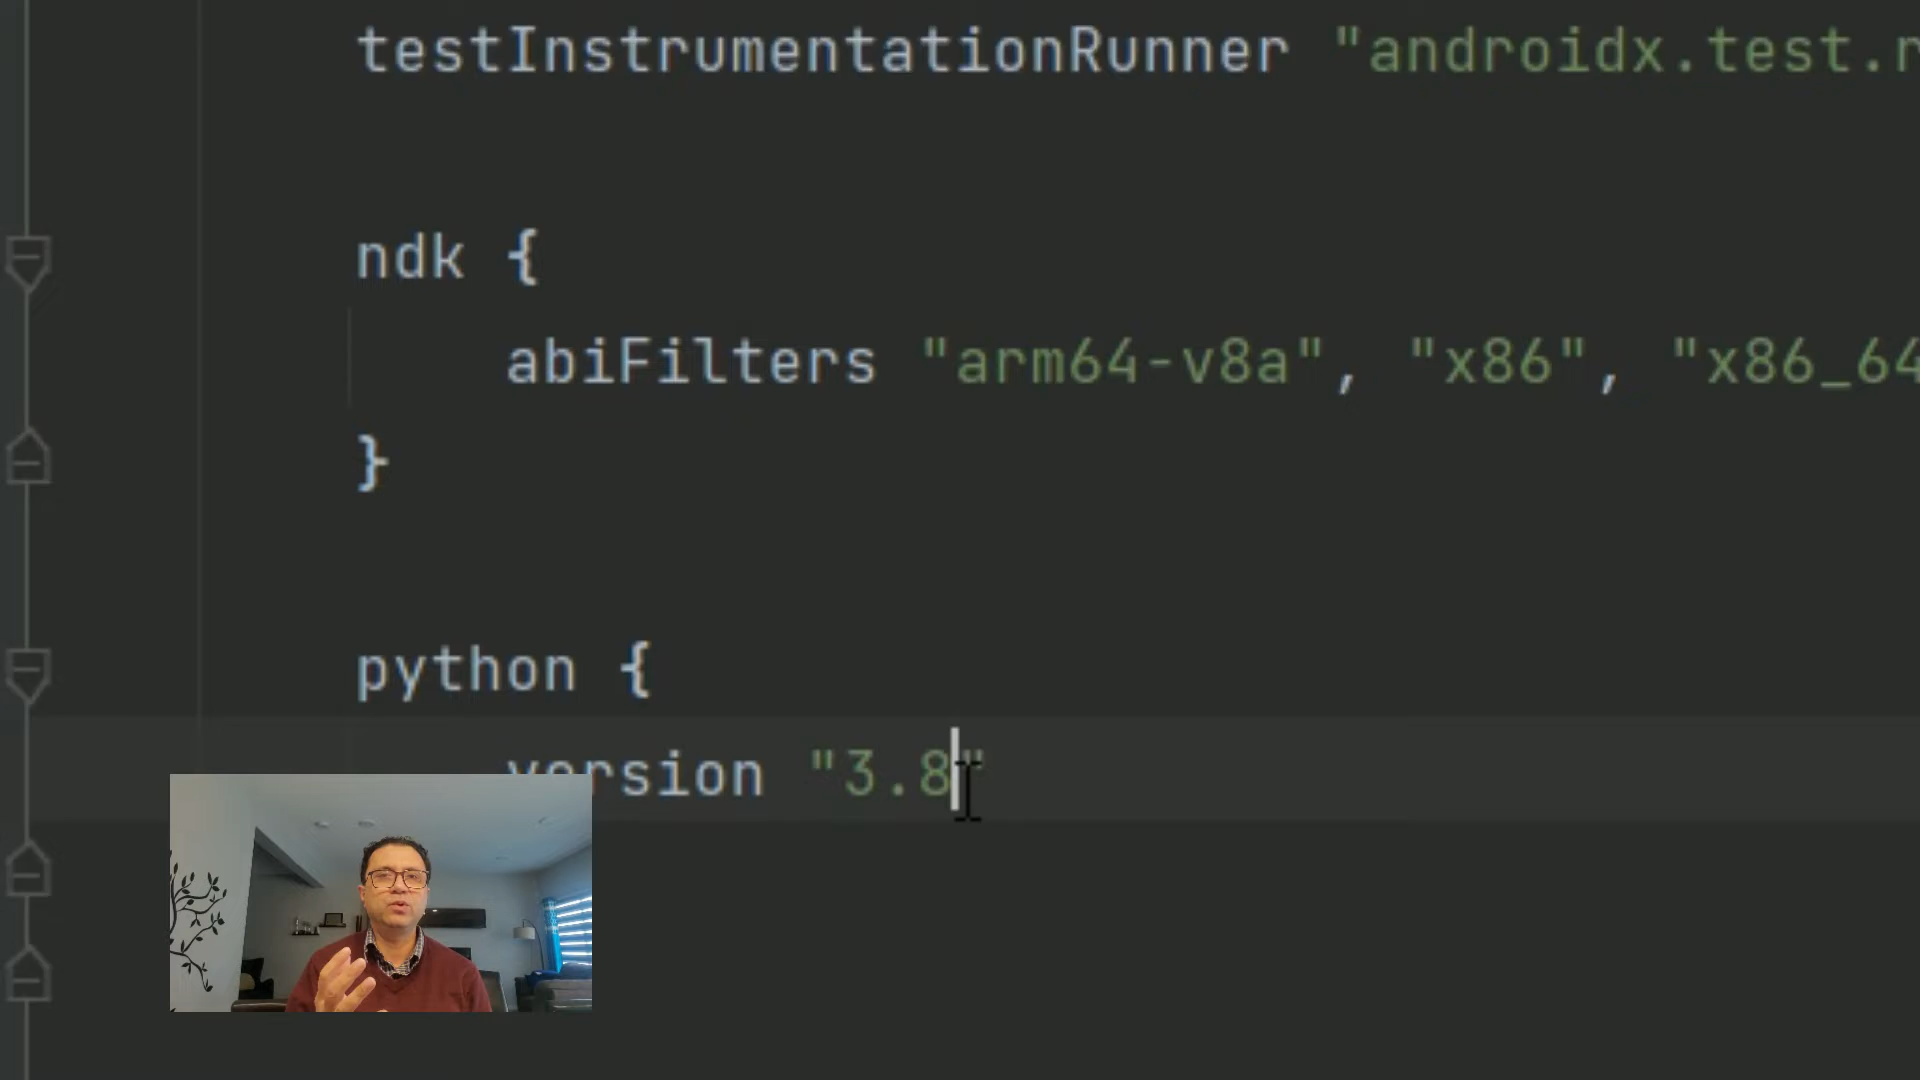 testInstrumentationRunner "androidx.test.
ndk {
abiFilters "arm64-v8a", "x86", "x86_64
}
python {
version "3.8"